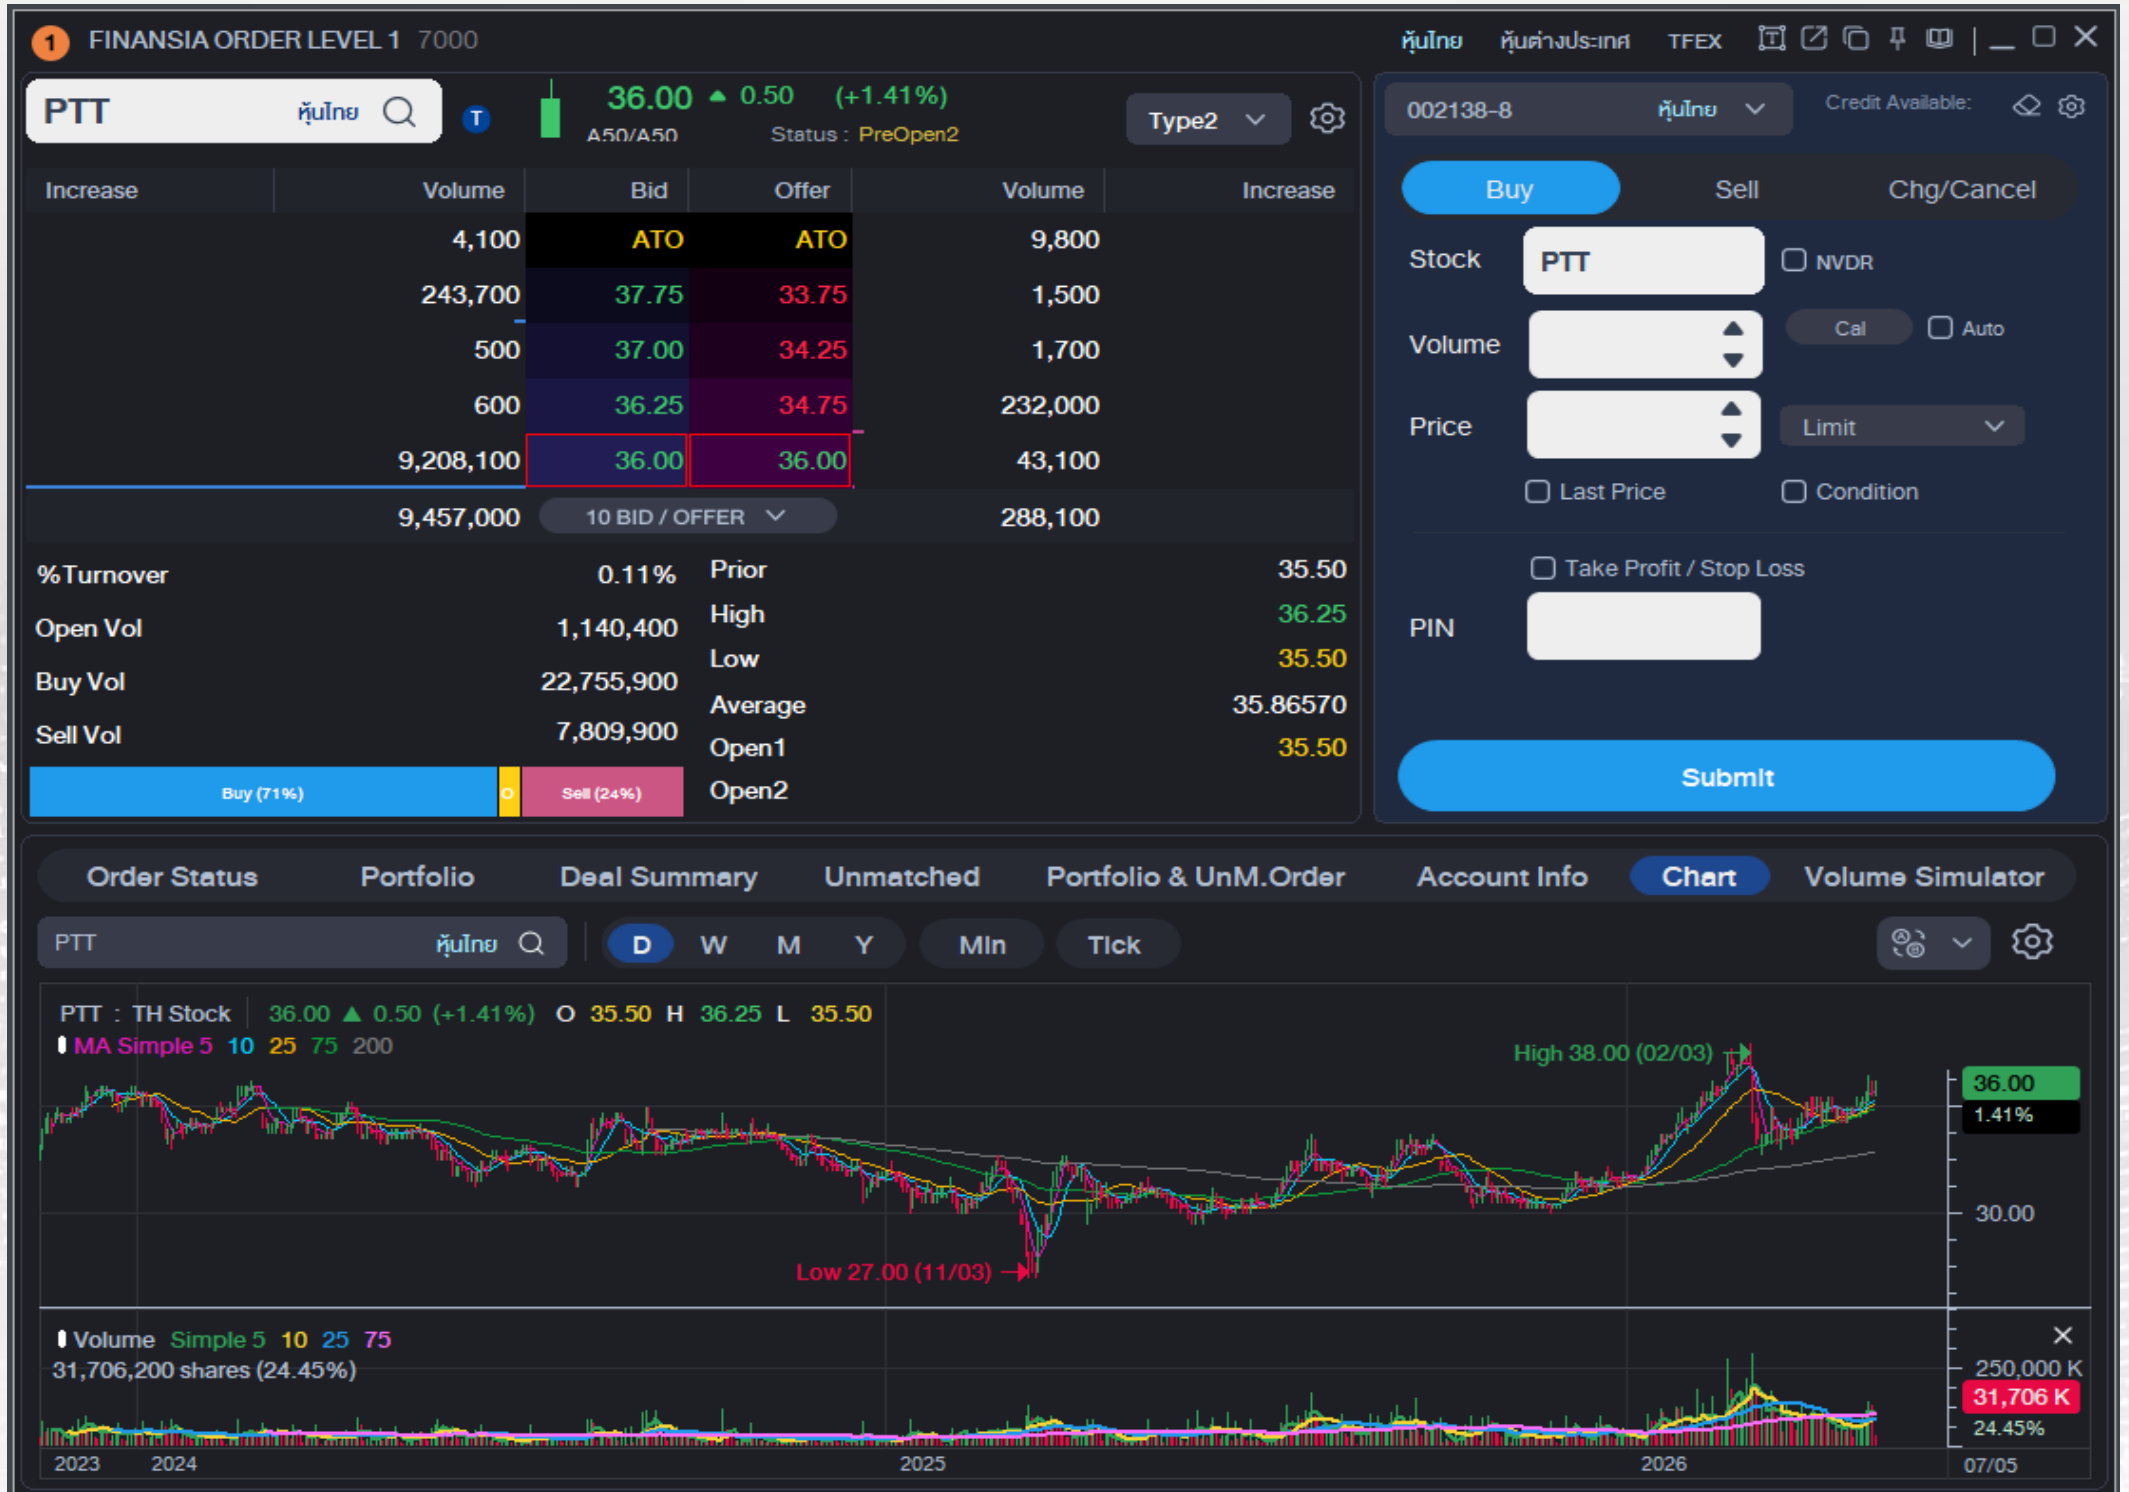 1 FINANSIA ORDER LEVEL 1 7000
หุ้นไทย หุ้นต่างประเทศ TFEX
PTT หุ้นไทย
T
36.00 ▲ 0.50 (+1.41%)
A50/A50 Status : PreOpen2
Type2
Increase Volume Bid Offer Volume Increase
4,100 ATO ATO 9,800
243,700 37.75 33.75 1,500
500 37.00 34.25 1,700
600 36.25 34.75 232,000
9,208,100 36.00 36.00 43,100
9,457,000 10 BID / OFFER 288,100
%Turnover 0.11%
Open Vol 1,140,400
Buy Vol 22,755,900
Sell Vol 7,809,900
Buy (71%) O Sell (24%)
Prior 35.50
High 36.25
Low 35.50
Average 35.86570
Open1 35.50
Open2
002138-8 หุ้นไทย Credit Available:
Buy Sell Chg/Cancel
Stock PTT NVDR
Volume Cal Auto
Price Limit
Last Price Condition
Take Profit / Stop Loss
PIN
Submit
Order Status Portfolio Deal Summary Unmatched Portfolio & UnM.Order Account Info Chart Volume Simulator
PTT หุ้นไทย D W M Y Min Tick
PTT : TH Stock 36.00 ▲ 0.50 (+1.41%) O 35.50 H 36.25 L 35.50
MA Simple 5 10 25 75 200
High 38.00 (02/03)
36.00
1.41%
30.00
Low 27.00 (11/03)
Volume Simple 5 10 25 75
31,706,200 shares (24.45%)
250,000 K
31,706 K
24.45%
2023 2024 2025 2026 07/05